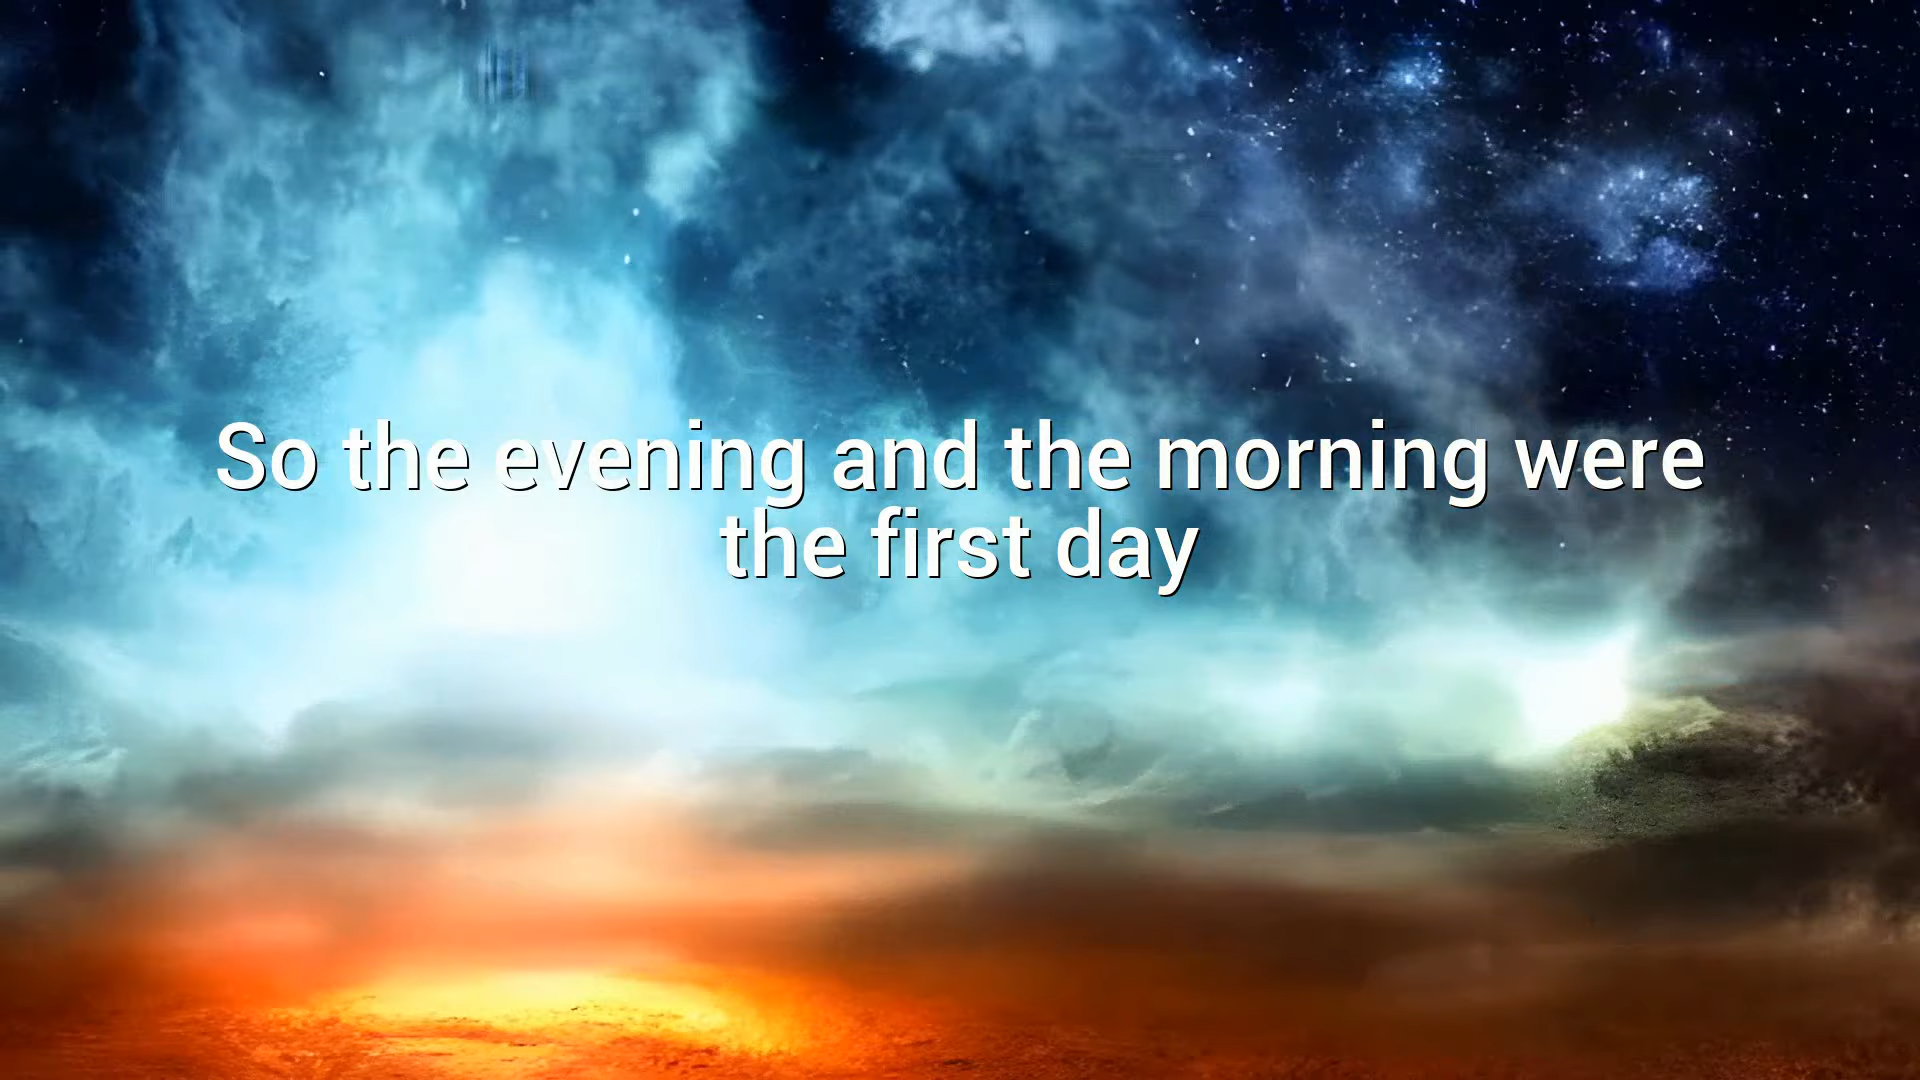 So the evening and the morning were
the first day